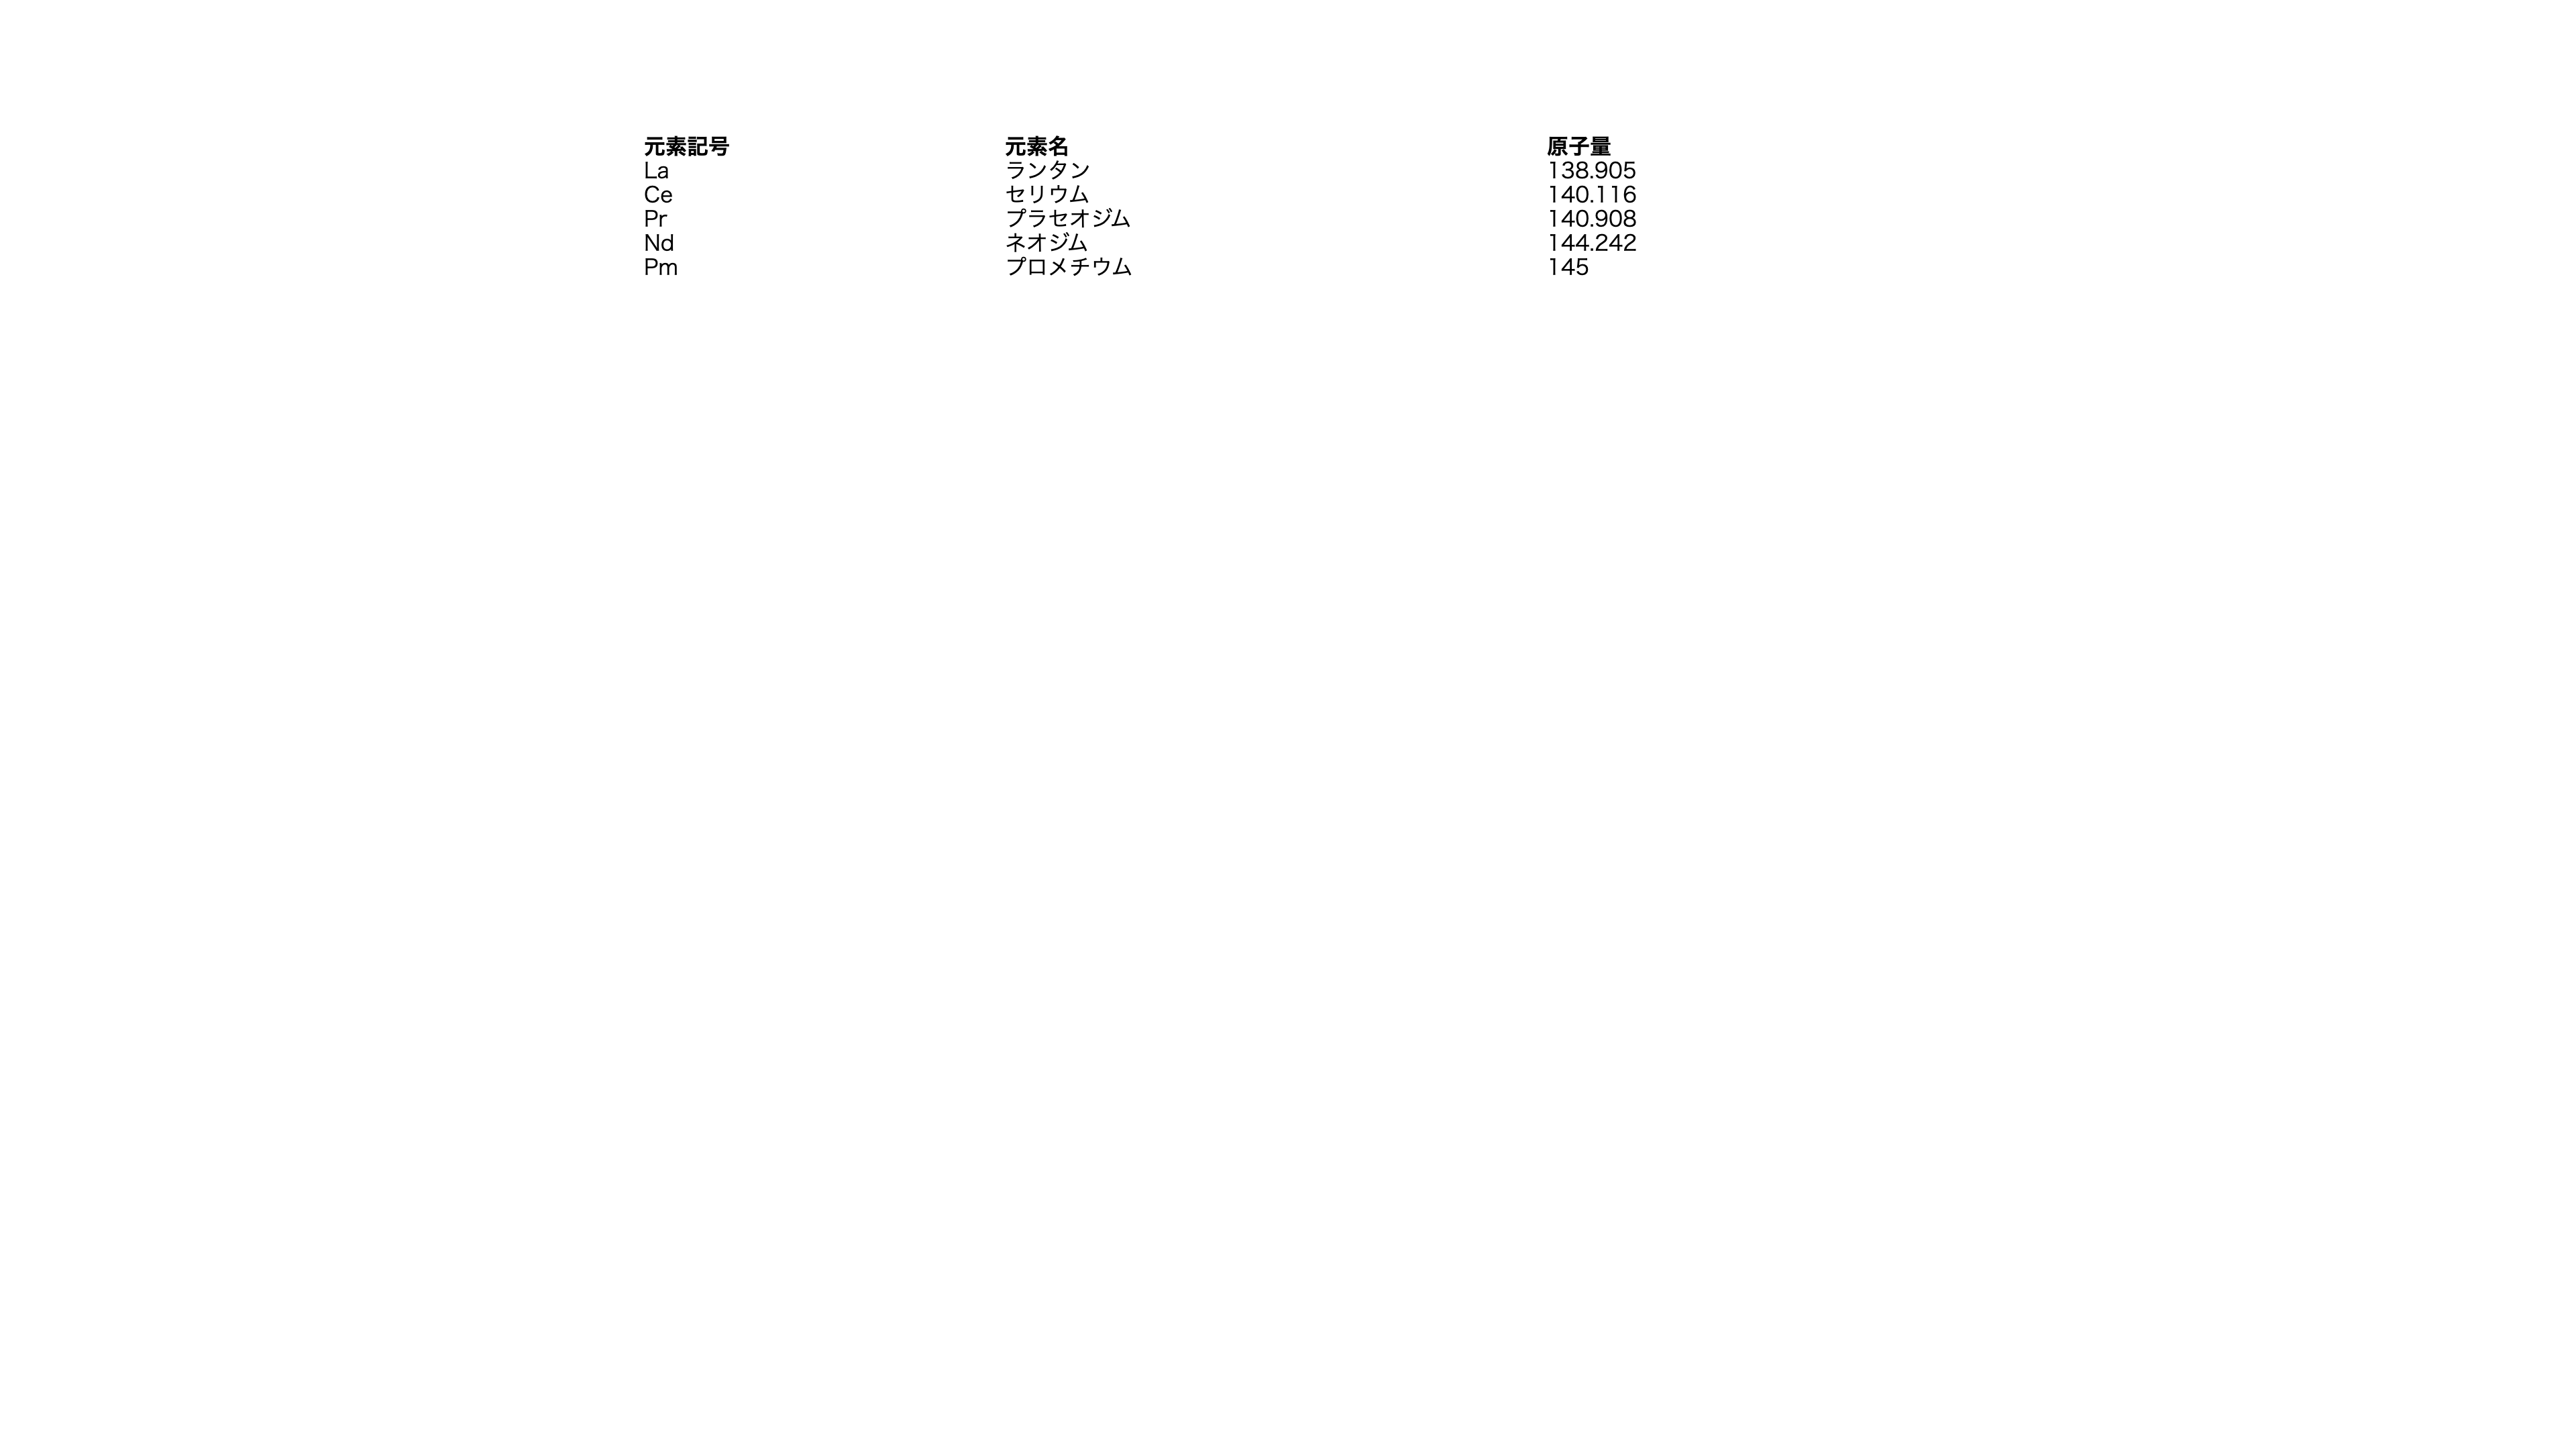 元素記号 元素名 原子量
La ランタン 138.905
Ce セリウム 140.116
Pr プラセオジム 140.908
Nd ネオジム 144.242
Pm プロメチウム 145